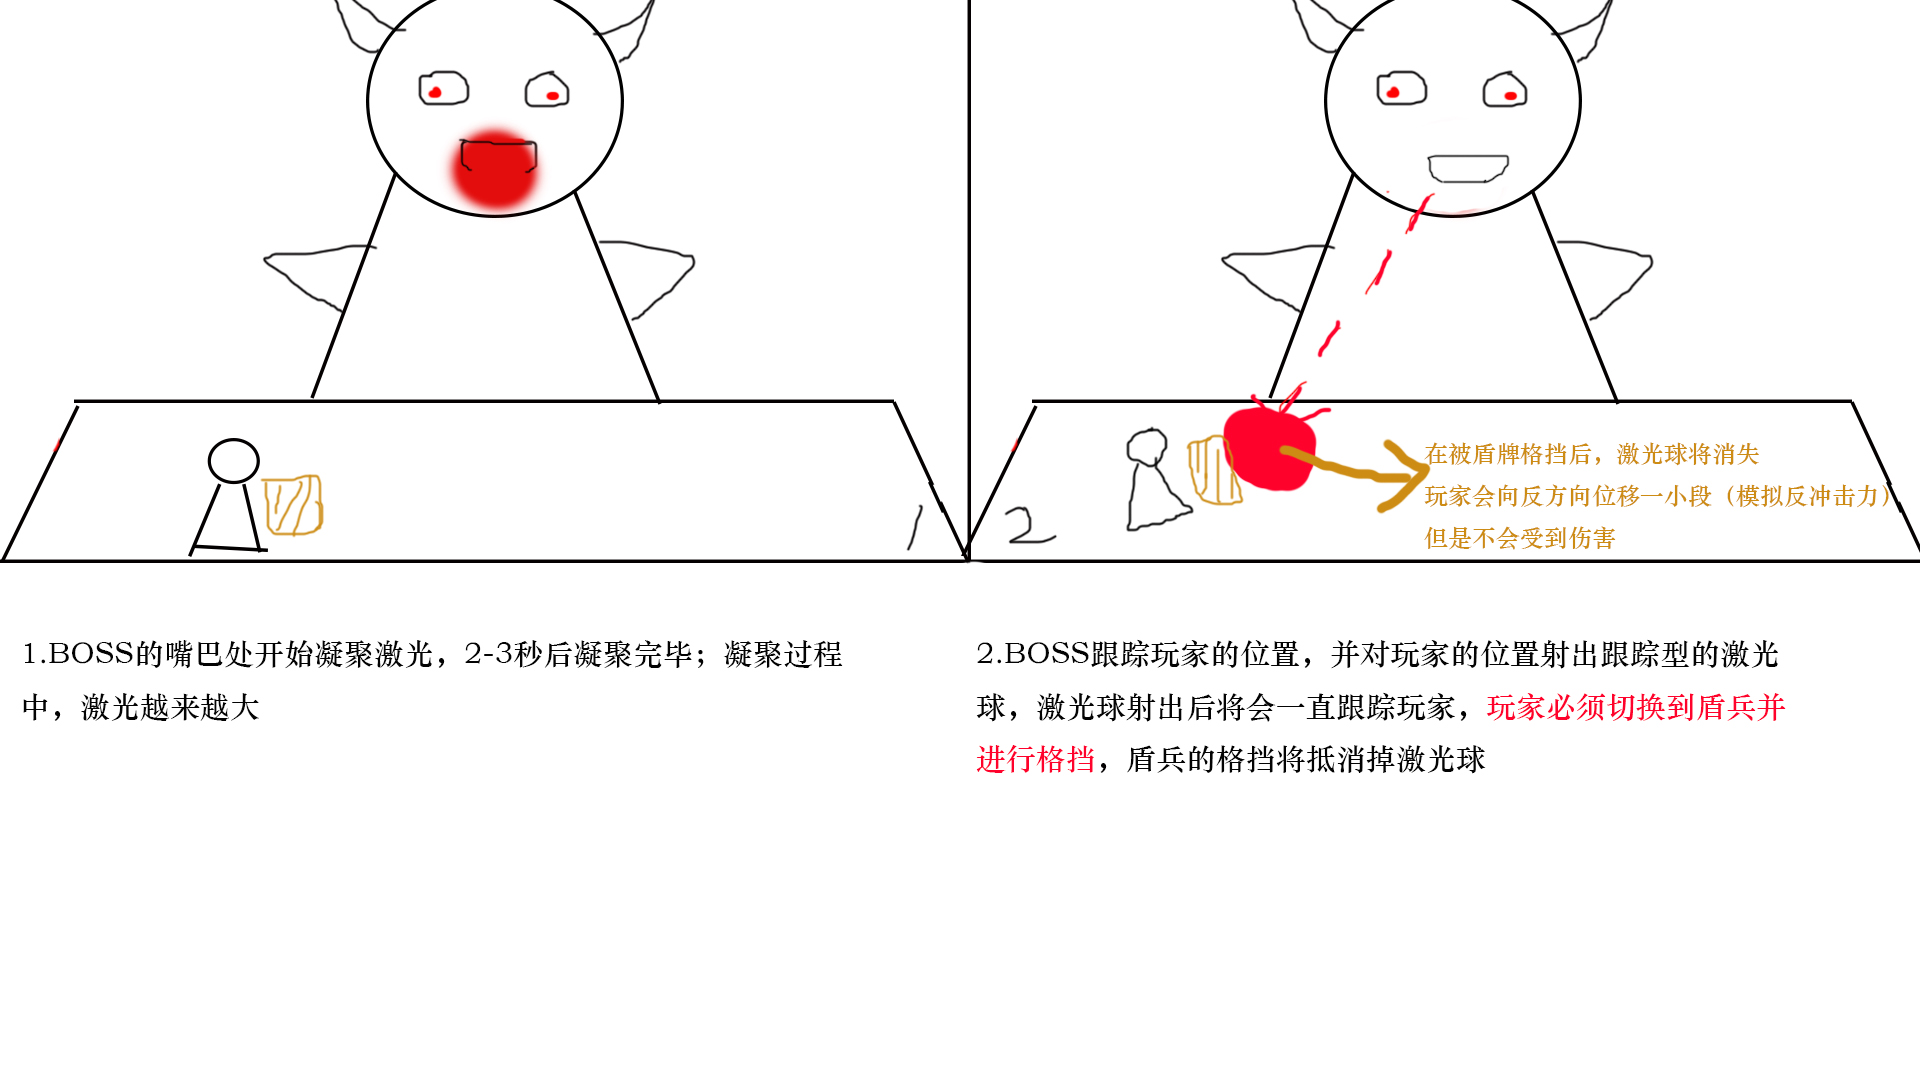 1
2
在被盾牌格挡后，激光球将消失
玩家会向反方向位移一小段（模拟反冲击力）
但是不会受到伤害
1.BOSS的嘴巴处开始凝聚激光，2-3秒后凝聚完毕；凝聚过程
中，激光越来越大
2.BOSS跟踪玩家的位置，并对玩家的位置射出跟踪型的激光
球，激光球射出后将会一直跟踪玩家，玩家必须切换到盾兵并
进行格挡，盾兵的格挡将抵消掉激光球